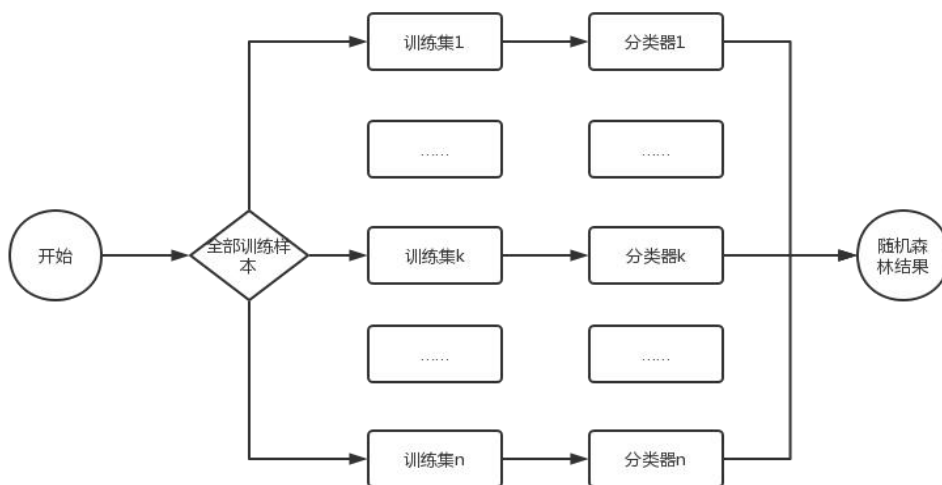 训练集1
分类器1
......
......
开始
全部训练样
本
训练集k
分类器k
随机森
林结果
......
......
训练集n
分类器n